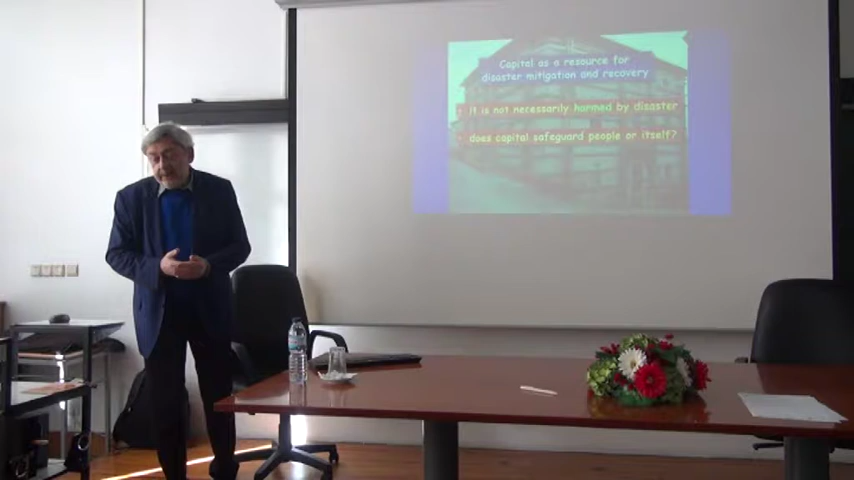 Capital as a resource for
disaster mitigation and recovery
• it is not necessarily harmed by disaster
• does capital safeguard people or itself?